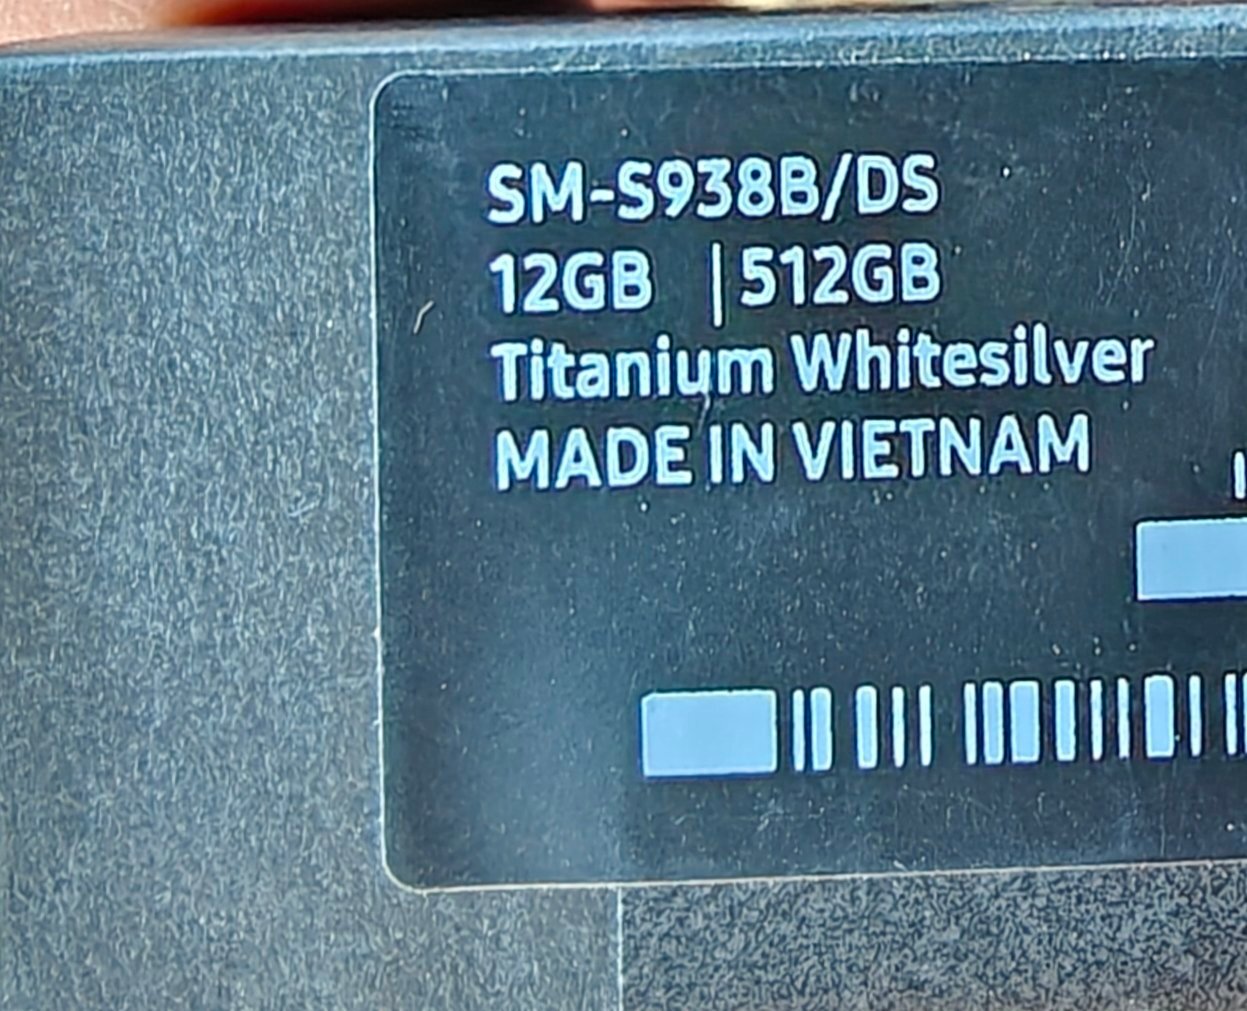 SM-S938B/DS
12GB | 512GB
Titanium Whitesilver
MADE IN VIETNAM